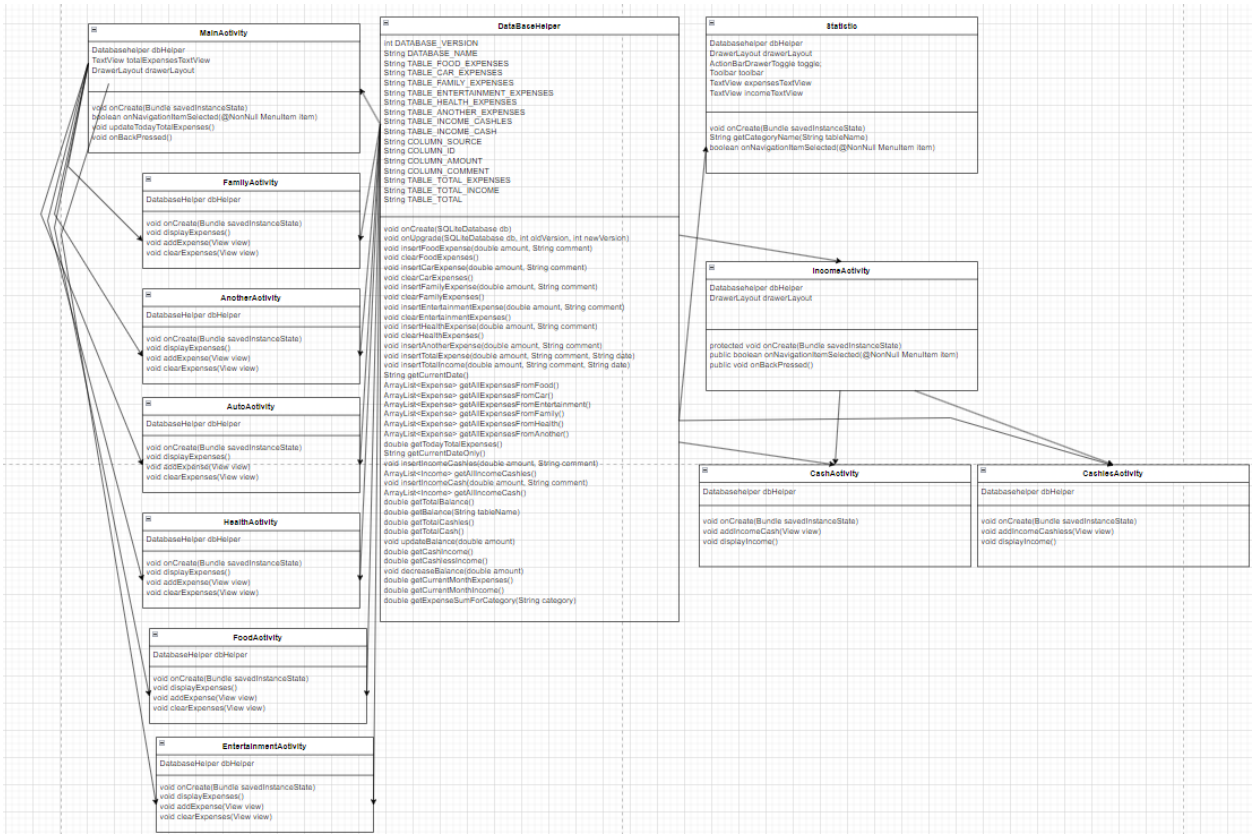 MainActivity
Databasehelper dbHelper
TextView totalExpensesTextView
DrawerLayout drawerLayout
void onCreate(Bundle savedInstanceState)
boolean onNavigationItemSelected(@NonNull MenuItem item)
void updateTodayTotalExpenses()
void onBackPressed()
FamilyActivity
DatabaseHelper dbHelper
void onCreate(Bundle savedInstanceState)
void displayExpenses()
void addExpense(View view)
void clearExpenses(View view)
AnotherActivity
DatabaseHelper dbHelper
void onCreate(Bundle savedInstanceState)
void displayExpenses()
void addExpense(View view)
void clearExpenses(View view)
AutoActivity
DatabaseHelper dbHelper
void onCreate(Bundle savedInstanceState)
void displayExpenses()
void addExpense(View view)
void clearExpenses(View view)
HealthActivity
DatabaseHelper dbHelper
void onCreate(Bundle savedInstanceState)
void displayExpenses()
void addExpense(View view)
void clearExpenses(View view)
FoodActivity
DatabaseHelper dbHelper
void onCreate(Bundle savedInstanceState)
void displayExpenses()
void addExpense(View view)
void clearExpenses(View view)
EntertainmentActivity
DatabaseHelper dbHelper
void onCreate(Bundle savedInstanceState)
void displayExpenses()
void addExpense(View view)
void clearExpenses(View view)
DataBaseHelper
int DATABASE_VERSION
String DATABASE_NAME
String TABLE_FOOD_EXPENSES
String TABLE_CAR_EXPENSES
String TABLE_FAMILY_EXPENSES
String TABLE_ENTERTAINMENT_EXPENSES
String TABLE_HEALTH_EXPENSES
String TABLE_ANOTHER_EXPENSES
String TABLE_INCOME_CASHLES
String TABLE_INCOME_CASH
String COLUMN_SOURCE
String COLUMN_ID
String COLUMN_AMOUNT
String COLUMN_COMMENT
String TABLE_TOTAL_EXPENSES
String TABLE_TOTAL_INCOME
String TABLE_TOTAL
void onCreate(SQLiteDatabase db)
void onUpgrade(SQLiteDatabase db, int oldVersion, int newVersion)
void insertFoodExpense(double amount, String comment)
void clearFoodExpenses()
void insertCarExpense(double amount, String comment)
void clearCarExpenses()
void insertFamilyExpense(double amount, String comment)
void clearFamilyExpenses()
void insertEntertainmentExpense(double amount, String comment)
void clearEntertainmentExpenses()
void insertHealthExpense(double amount, String comment)
void clearHealthExpenses()
void insertAnotherExpense(double amount, String comment)
void insertTotalExpense(double amount, String comment, String date)
void insertTotalIncome(double amount, String comment, String date)
String getCurrentDate()
ArrayList<Expense> getAllExpensesFromFood()
ArrayList<Expense> getAllExpensesFromCar()
ArrayList<Expense> getAllExpensesFromEntertainment()
ArrayList<Expense> getAllExpensesFromFamily()
ArrayList<Expense> getAllExpensesFromHealth()
ArrayList<Expense> getAllExpensesFromAnother()
double getTodayTotalExpenses()
String getCurrentDateOnly()
void insertIncomeCashles(double amount, String comment)
ArrayList<Income> getAllIncomeCashles()
void insertIncomeCash(double amount, String comment)
ArrayList<Income> getAllIncomeCash()
double getTotalBalance()
double getBalance(String tableName)
double getTotalCashles()
double getTotalCash()
void updateBalance(double amount)
double getCashIncome()
double getCashlessIncome()
void decreaseBalance(double amount)
double getCurrentMonthExpenses()
double getCurrentMonthIncome()
double getExpenseSumForCategory(String category)
Statistic
Databasehelper dbHelper
DrawerLayout drawerLayout
ActionBarDrawerToggle toggle;
Toolbar toolbar
TextView expensesTextView
TextView incomeTextView
void onCreate(Bundle savedInstanceState)
String getCategoryName(String tableName)
boolean onNavigationItemSelected(@NonNull MenuItem item)
IncomeActivity
Databasehelper dbHelper
DrawerLayout drawerLayout
protected void onCreate(Bundle savedInstanceState)
public boolean onNavigationItemSelected(@NonNull MenuItem item)
public void onBackPressed()
CashActivity
Databasehelper dbHelper
void onCreate(Bundle savedInstanceState)
void addIncomeCash(View view)
void displayIncome()
CashlesActivity
Databasehelper dbHelper
void onCreate(Bundle savedInstanceState)
void addIncomeCashless(View view)
void displayIncome()